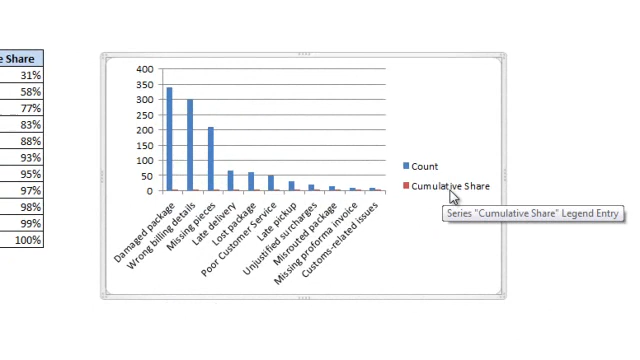 e Share
31%
58%
77%
83%
88%
93%
95%
97%
98%
99%
100%
400
350
300
250
200
150
100
50
0
Damaged package
Wrong billing details
Missing pieces
Late delivery
Lost package
Poor Customer Service
Late pickup
Unjustified surcharges
Misrouted package
Missing proforma invoice
Customs-related issues
Count
Cumulative Share
Series "Cumulative Share" Legend Entry